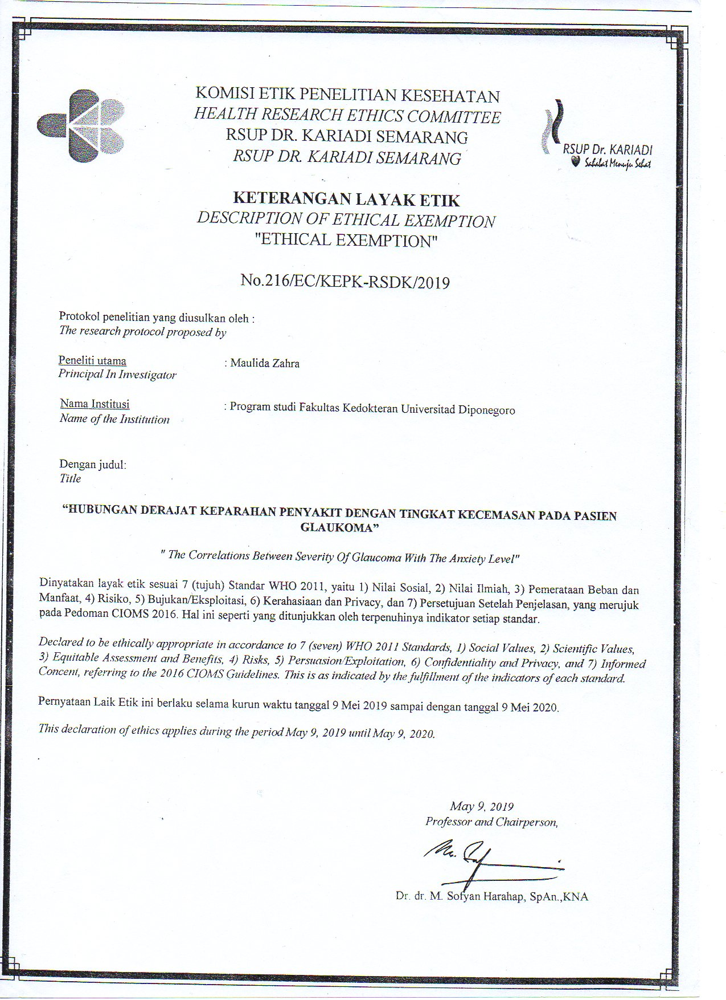 KOMISI ETIK PENELITIAN KESEHATAN
HEALTH RESEARCH ETHICS COMMITTEE
RSUP DR. KARIADI SEMARANG
RSUP DR. KARIADI SEMARANG
RSUP Dr. KARIADI
Sahabat Menuju Sehat
KETERANGAN LAYAK ETIK
DESCRIPTION OF ETHICAL EXEMPTION
"ETHICAL EXEMPTION"
No.216/EC/KEPK-RSDK/2019
Protokol penelitian yang diusulkan oleh :
The research protocol proposed by
Peneliti utama : Maulida Zahra
Principal In Investigator
Nama Institusi : Program studi Fakultas Kedokteran Universitad Diponegoro
Name of the Institution
Dengan judul:
Title
“HUBUNGAN DERAJAT KEPARAHAN PENYAKIT DENGAN TINGKAT KECEMASAN PADA PASIEN
GLAUKOMA”
" The Correlations Between Severity Of Glaucoma With The Anxiety Level"
Dinyatakan layak etik sesuai 7 (tujuh) Standar WHO 2011, yaitu 1) Nilai Sosial, 2) Nilai Ilmiah, 3) Pemerataan Beban dan
Manfaat, 4) Risiko, 5) Bujukan/Eksploitasi, 6) Kerahasiaan dan Privacy, dan 7) Persetujuan Setelah Penjelasan, yang merujuk
pada Pedoman CIOMS 2016. Hal ini seperti yang ditunjukkan oleh terpenuhinya indikator setiap standar.
Declared to be ethically appropriate in accordance to 7 (seven) WHO 2011 Standards, 1) Social Values, 2) Scientific Values,
3) Equitable Assessment and Benefits, 4) Risks, 5) Persuasion/Exploitation, 6) Confidentiality and Privacy, and 7) Informed
Concent, referring to the 2016 CIOMS Guidelines. This is as indicated by the fulfillment of the indicators of each standard.
Pernyataan Laik Etik ini berlaku selama kurun waktu tanggal 9 Mei 2019 sampai dengan tanggal 9 Mei 2020.
This declaration of ethics applies during the period May 9, 2019 until May 9, 2020.
May 9, 2019
Professor and Chairperson,
Dr. dr. M. Sofyan Harahap, SpAn.,KNA